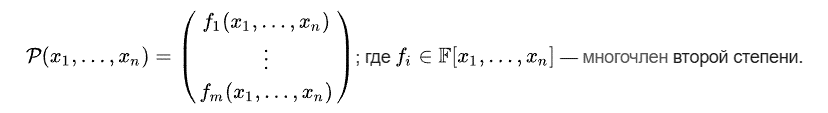 𝒫(x₁, …, xₙ) = ( f₁(x₁, …, xₙ) ⋮ fₘ(x₁, …, xₙ) ) ; где fᵢ ∈ 𝔽[x₁, …, xₙ] — многочлен второй степени.